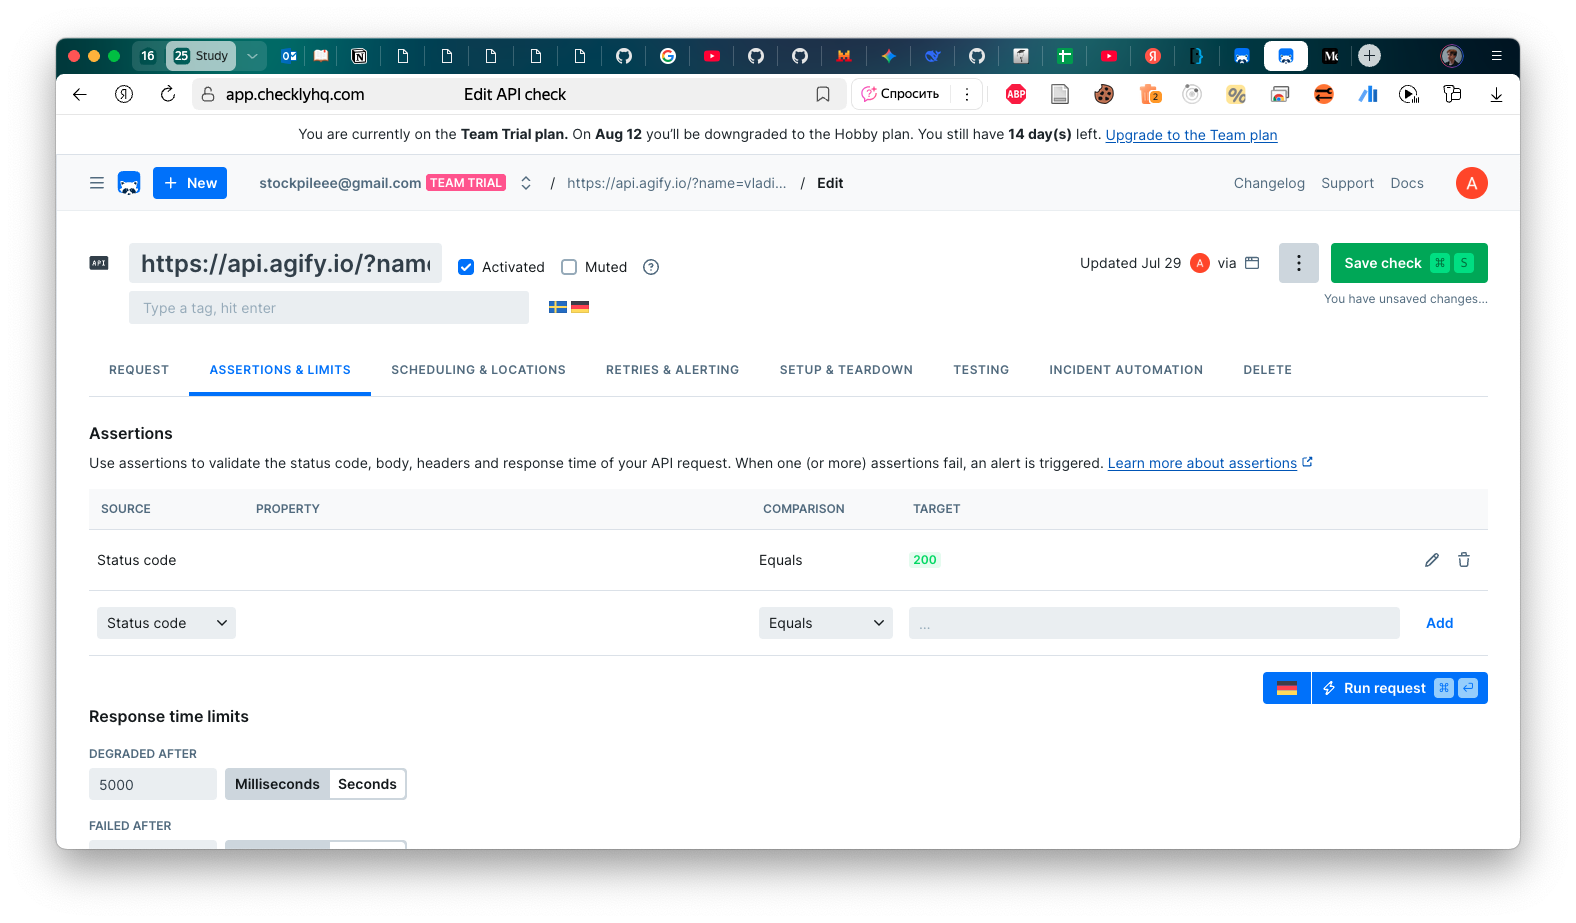 16
25 Study
app.checklyhq.com
Edit API check
Спросить
ABP
2
You are currently on the Team Trial plan. On Aug 12 you'll be downgraded to the Hobby plan. You still have 14 day(s) left. Upgrade to the Team plan
+ New
stockpileee@gmail.com TEAM TRIAL / https://api.agify.io/?name=vladi... / Edit
Changelog Support Docs A
API
https://api.agify.io/?name
Activated Muted ?
Updated Jul 29 A via
Save check ⌘ S
Type a tag, hit enter
You have unsaved changes...
REQUEST ASSERTIONS & LIMITS SCHEDULING & LOCATIONS RETRIES & ALERTING SETUP & TEARDOWN TESTING INCIDENT AUTOMATION DELETE
Assertions
Use assertions to validate the status code, body, headers and response time of your API request. When one (or more) assertions fail, an alert is triggered. Learn more about assertions
SOURCE PROPERTY COMPARISON TARGET
Status code Equals 200
Status code Equals ... Add
Run request ⌘
Response time limits
DEGRADED AFTER
5000 Milliseconds Seconds
FAILED AFTER